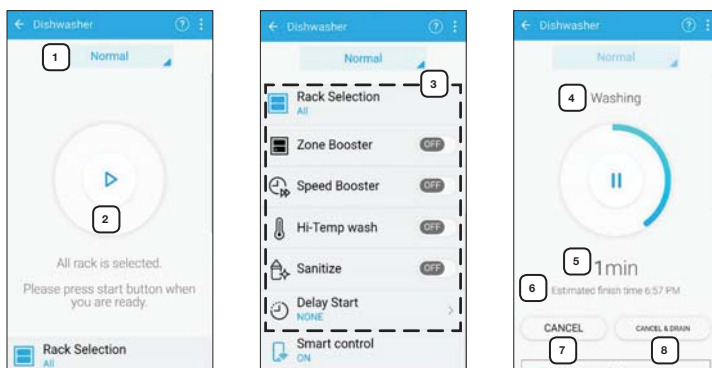 Dishwasher
?
1
Normal
2
All rack is selected.
Please press start button when
you are ready.
Rack Selection
All
Dishwasher
?
Normal
3
Rack Selection
All
Zone Booster OFF
Speed Booster OFF
Hi-Temp wash OFF
Sanitize OFF
Delay Start
NONE
Smart control
ON
Dishwasher
?
Normal
4 Washing
5 1min
6 Estimated finish time 6:57 PM
CANCEL CANCEL & DRAIN
7 8